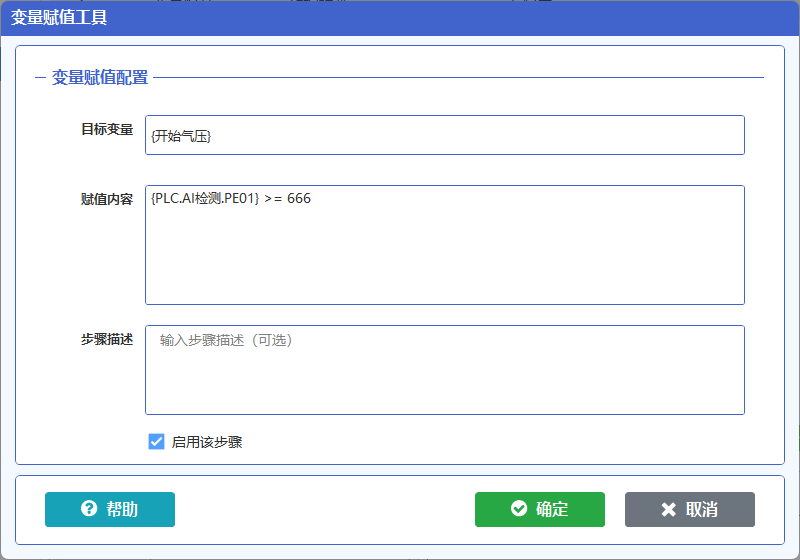 变量赋值工具
变量赋值配置
目标变量
{开始气压}
赋值内容
{PLC.AI检测.PE01} >= 666
步骤描述
输入步骤描述（可选）
启用该步骤
帮助
确定
取消